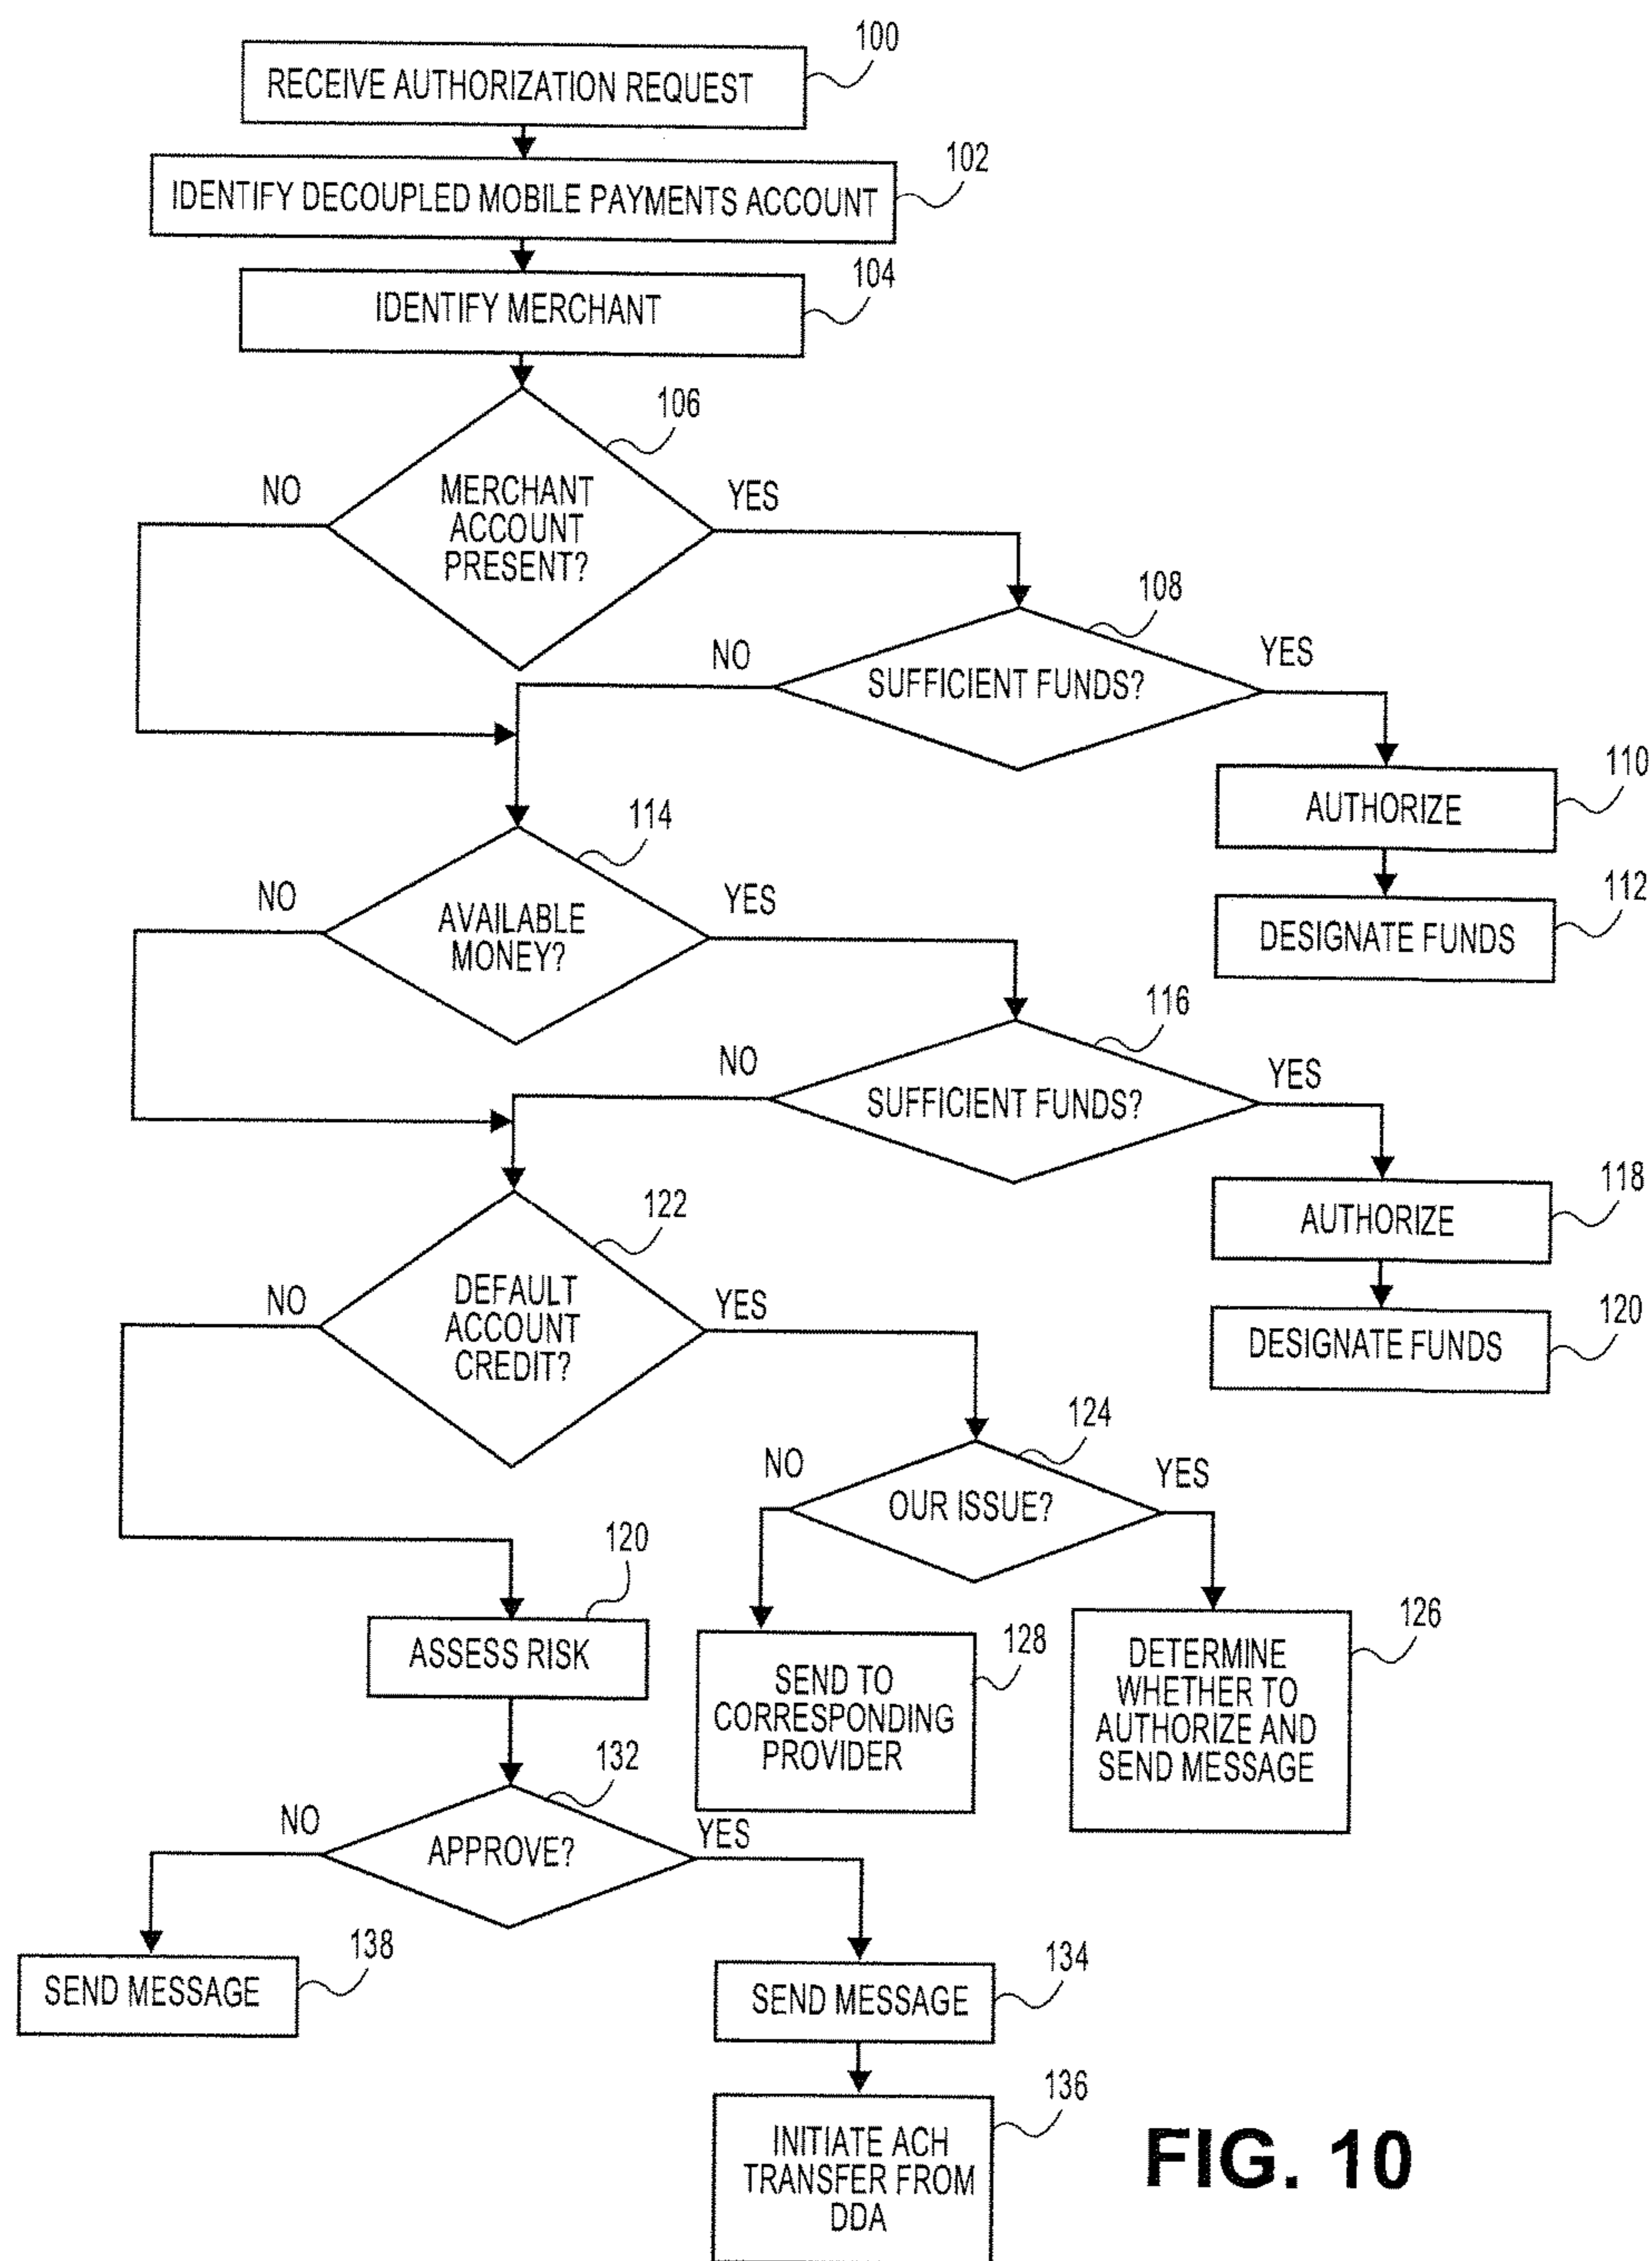 100
RECEIVE AUTHORIZATION REQUEST
102
IDENTIFY DECOUPLED MOBILE PAYMENTS ACCOUNT
104
IDENTIFY MERCHANT
106
NO
YES
MERCHANT
ACCOUNT
PRESENT?
108
NO
YES
SUFFICIENT FUNDS?
110
AUTHORIZE
112
DESIGNATE FUNDS
114
NO
YES
AVAILABLE
MONEY?
116
NO
YES
SUFFICIENT FUNDS?
118
AUTHORIZE
120
DESIGNATE FUNDS
122
NO
YES
DEFAULT
ACCOUNT
CREDIT?
124
NO
YES
OUR ISSUE?
120
ASSESS RISK
128
SEND TO
CORRESPONDING
PROVIDER
126
DETERMINE
WHETHER TO
AUTHORIZE AND
SEND MESSAGE
132
NO
YES
APPROVE?
138
SEND MESSAGE
134
SEND MESSAGE
136
INITIATE ACH
TRANSFER FROM
DDA
FIG. 10